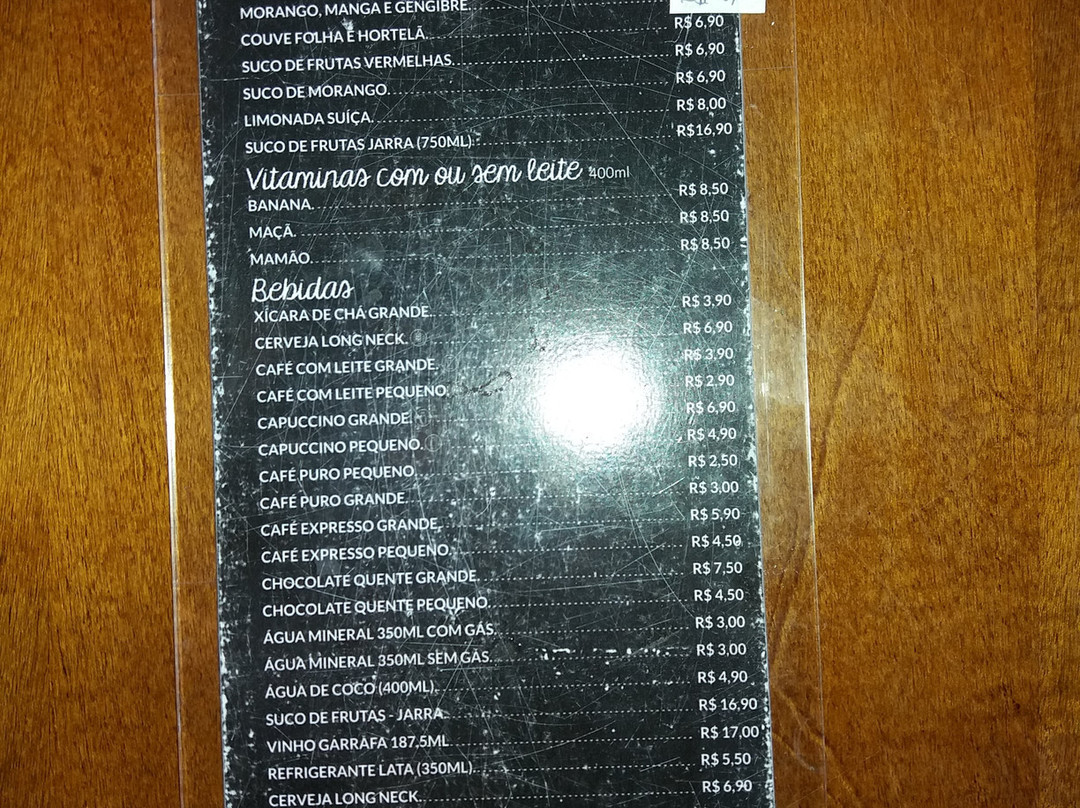 MORANGO, MANGA E GENGIBRE
COUVE FOLHA E HORTELÃ R$ 6,90
SUCO DE FRUTAS VERMELHAS R$ 6,90
SUCO DE MORANGO R$ 6,90
LIMONADA SUÍÇA R$ 8,00
SUCO DE FRUTAS JARRA (750ML) R$16,90
Vitaminas com ou sem leite 400ml
BANANA R$ 8,50
MAÇÃ R$ 8,50
MAMÃO R$ 8,50
Bebidas
XÍCARA DE CHÁ GRANDE R$ 3,90
CERVEJA LONG NECK R$ 6,90
CAFÉ COM LEITE GRANDE R$ 3,90
CAFÉ COM LEITE PEQUENO R$ 2,90
CAPUCCINO GRANDE R$ 6,90
CAPUCCINO PEQUENO R$ 4,90
CAFÉ PURO PEQUENO R$ 2,50
CAFÉ PURO GRANDE R$ 3,00
CAFÉ EXPRESSO GRANDE R$ 5,90
CAFÉ EXPRESSO PEQUENO R$ 4,50
CHOCOLATE QUENTE GRANDE R$ 7,50
CHOCOLATE QUENTE PEQUENO R$ 4,50
ÁGUA MINERAL 350ML COM GÁS R$ 3,00
ÁGUA MINERAL 350ML SEM GÁS R$ 3,00
ÁGUA DE COCO (400ML) R$ 4,90
SUCO DE FRUTAS - JARRA R$ 16,90
VINHO GARRAFA 187,5ML R$ 17,00
REFRIGERANTE LATA (350ML) R$ 5,50
CERVEJA LONG NECK R$ 6,90